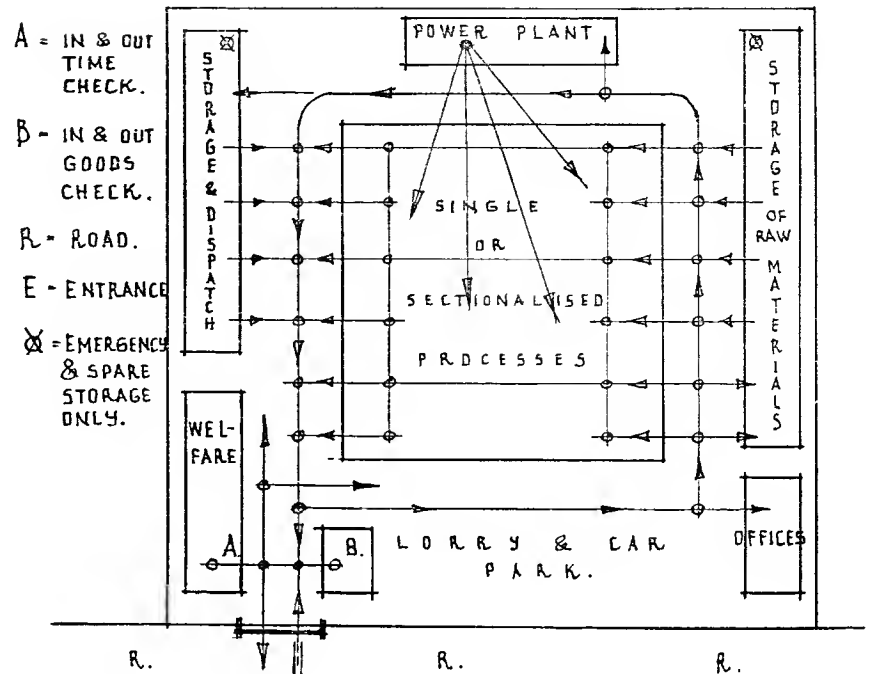 A = IN & OUT
TIME
CHECK.
B = IN & OUT
GOODS
CHECK.
R = ROAD.
E - ENTRANCE
= EMERGENCY
& SPARE
STORAGE
ONLY.
POWER PLANT
STORAGE & DISPATCH
STORAGE OF RAW MATERIALS
SINGLE
OR
SECTIONALISED
PROCESSES
WEL-
FARE
A.
B.
LORRY & CAR
PARK.
OFFICES
R.
R.
R.